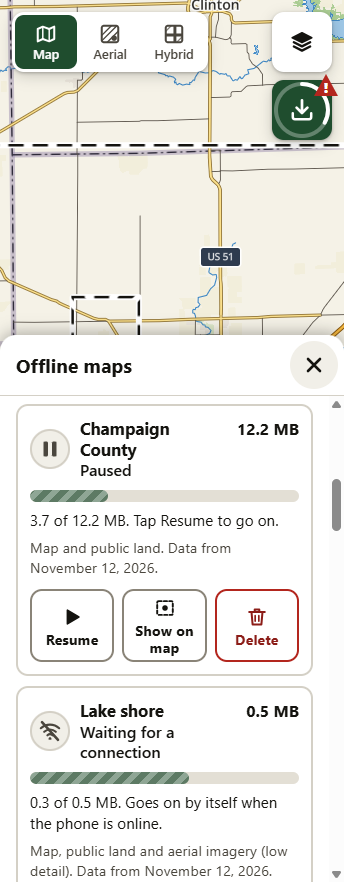 Clinton
Map
Aerial
Hybrid
US 51
Offline maps
Champaign
County
12.2 MB
Paused
3.7 of 12.2 MB. Tap Resume to go on.
Map and public land. Data from
November 12, 2026.
Resume
Show on
map
Delete
Lake shore
0.5 MB
Waiting for a
connection
0.3 of 0.5 MB. Goes on by itself when
the phone is online.
Map, public land and aerial imagery (low
detail). Data from November 12, 2026.